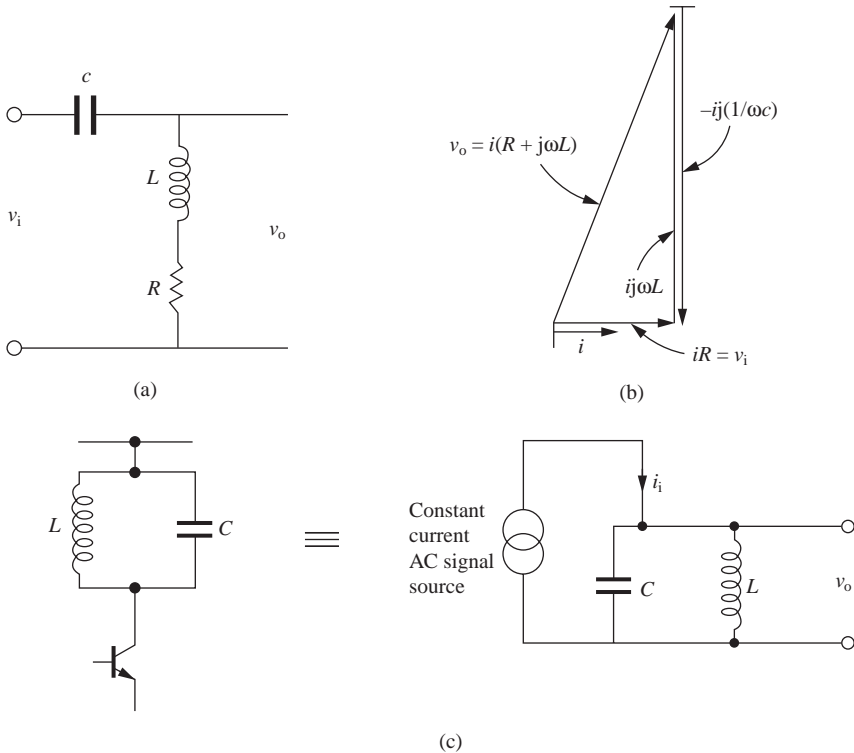 c
L
v_i
v_o
R
(a)
–ij(1/ωc)
v_o = i(R + jωL)
ijωL
i
iR = v_i
(b)
L
C
Constant
current
AC signal
source
i_i
C
L
v_o
(c)